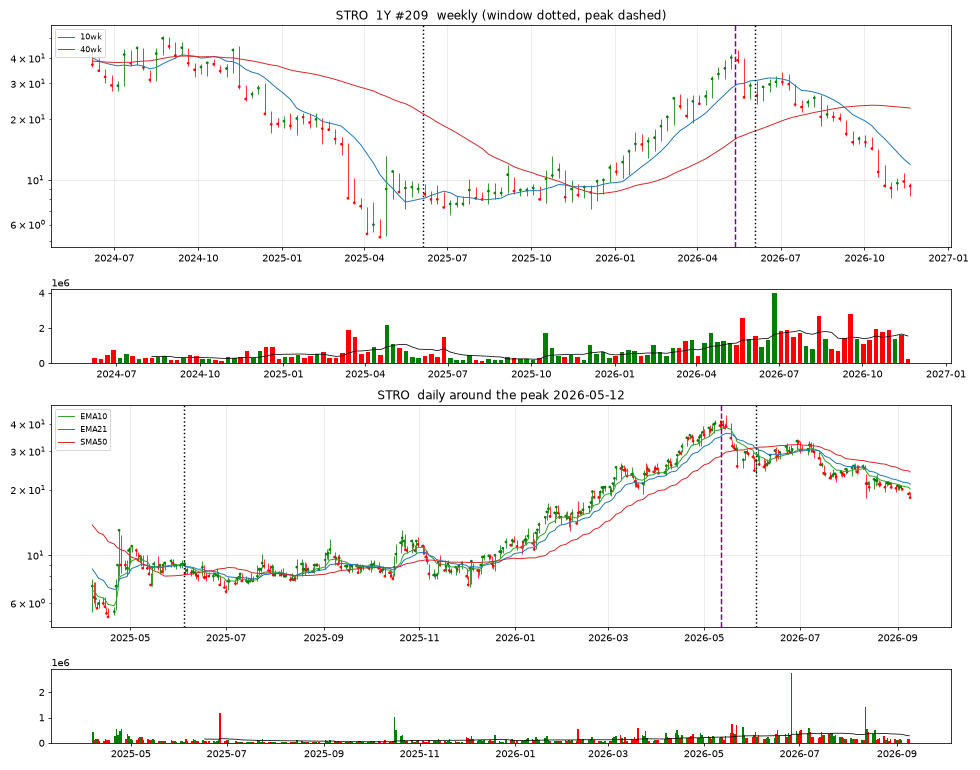 STRO  1Y #209  weekly (window dotted, peak dashed)
10wk
40wk
4 × 10¹
3 × 10¹
2 × 10¹
10¹
6 × 10⁰
2024-07 2024-10 2025-01 2025-04 2025-07 2025-10 2026-01 2026-04 2026-07 2026-10 2027-01
1e6
4
2
0
2024-07 2024-10 2025-01 2025-04 2025-07 2025-10 2026-01 2026-04 2026-07 2026-10 2027-01
STRO  daily around the peak 2026-05-12
EMA10
EMA21
SMA50
4 × 10¹
3 × 10¹
2 × 10¹
10¹
6 × 10⁰
2025-05 2025-07 2025-09 2025-11 2026-01 2026-03 2026-05 2026-07 2026-09
1e6
2
1
0
2025-05 2025-07 2025-09 2025-11 2026-01 2026-03 2026-05 2026-07 2026-09